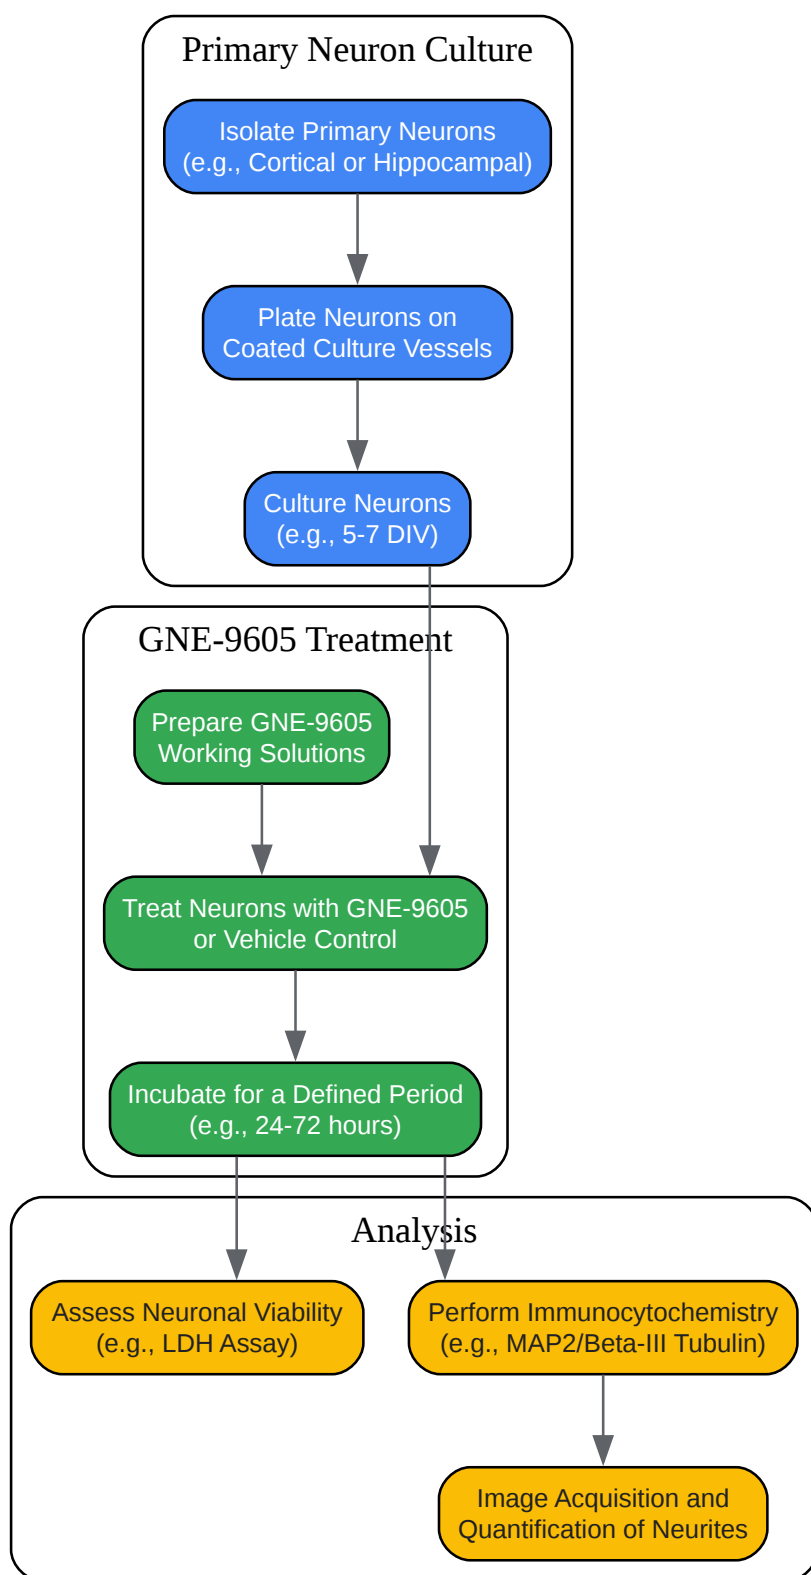 Primary Neuron Culture
Isolate Primary Neurons
(e.g., Cortical or Hippocampal)
Plate Neurons on
Coated Culture Vessels
Culture Neurons
(e.g., 5-7 DIV)
GNE-9605 Treatment
Prepare GNE-9605
Working Solutions
Treat Neurons with GNE-9605
or Vehicle Control
Incubate for a Defined Period
(e.g., 24-72 hours)
Analysis
Assess Neuronal Viability
(e.g., LDH Assay)
Perform Immunocytochemistry
(e.g., MAP2/Beta-III Tubulin)
Image Acquisition and
Quantification of Neurites